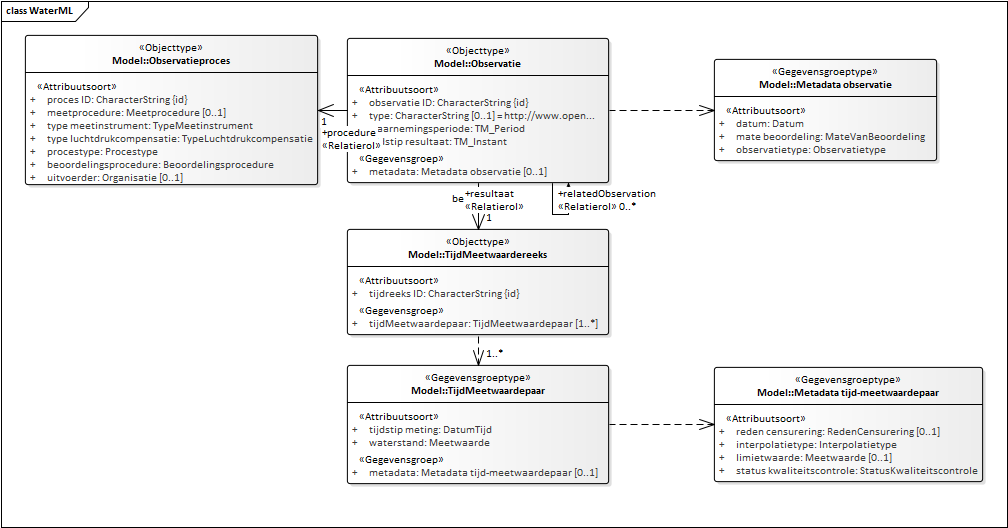 class WaterML
«Objecttype»
Model::Observatieproces
«Attribuutsoort»
+ proces ID: CharacterString {id}
+ meetprocedure: Meetprocedure [0..1]
+ type meetinstrument: TypeMeetinstrument
+ type luchtdrukcompensatie: TypeLuchtdrukcompensatie
+ procestype: Procestype
+ beoordelingsprocedure: Beoordelingsprocedure
+ uitvoerder: Organisatie [0..1]
1
+procedure
«Relatierol»
«Objecttype»
Model::Observatie
«Attribuutsoort»
+ observatie ID: CharacterString {id}
+ type: CharacterString [0..1] = http://www.open...
aarnemingsperiode: TM_Period
lstip resultaat: TM_Instant
«Gegevensgroep»
+ metadata: Metadata observatie [0..1]
«Gegevensgroeptype»
Model::Metadata observatie
«Attribuutsoort»
+ datum: Datum
+ mate beoordeling: MateVanBeoordeling
+ observatietype: Observatietype
be
+resultaat
«Relatierol»
1
+relatedObservation
«Relatierol» 0..*
«Objecttype»
Model::TijdMeetwaardereeks
«Attribuutsoort»
+ tijdreeks ID: CharacterString {id}
«Gegevensgroep»
+ tijdMeetwaardepaar: TijdMeetwaardepaar [1..*]
1..*
«Gegevensgroeptype»
Model::TijdMeetwaardepaar
«Attribuutsoort»
+ tijdstip meting: DatumTijd
+ waterstand: Meetwaarde
«Gegevensgroep»
+ metadata: Metadata tijd-meetwaardepaar [0..1]
«Gegevensgroeptype»
Model::Metadata tijd-meetwaardepaar
«Attribuutsoort»
+ reden censurering: RedenCensurering [0..1]
+ interpolatietype: Interpolatietype
+ limietwaarde: Meetwaarde [0..1]
+ status kwaliteitscontrole: StatusKwaliteitscontrole